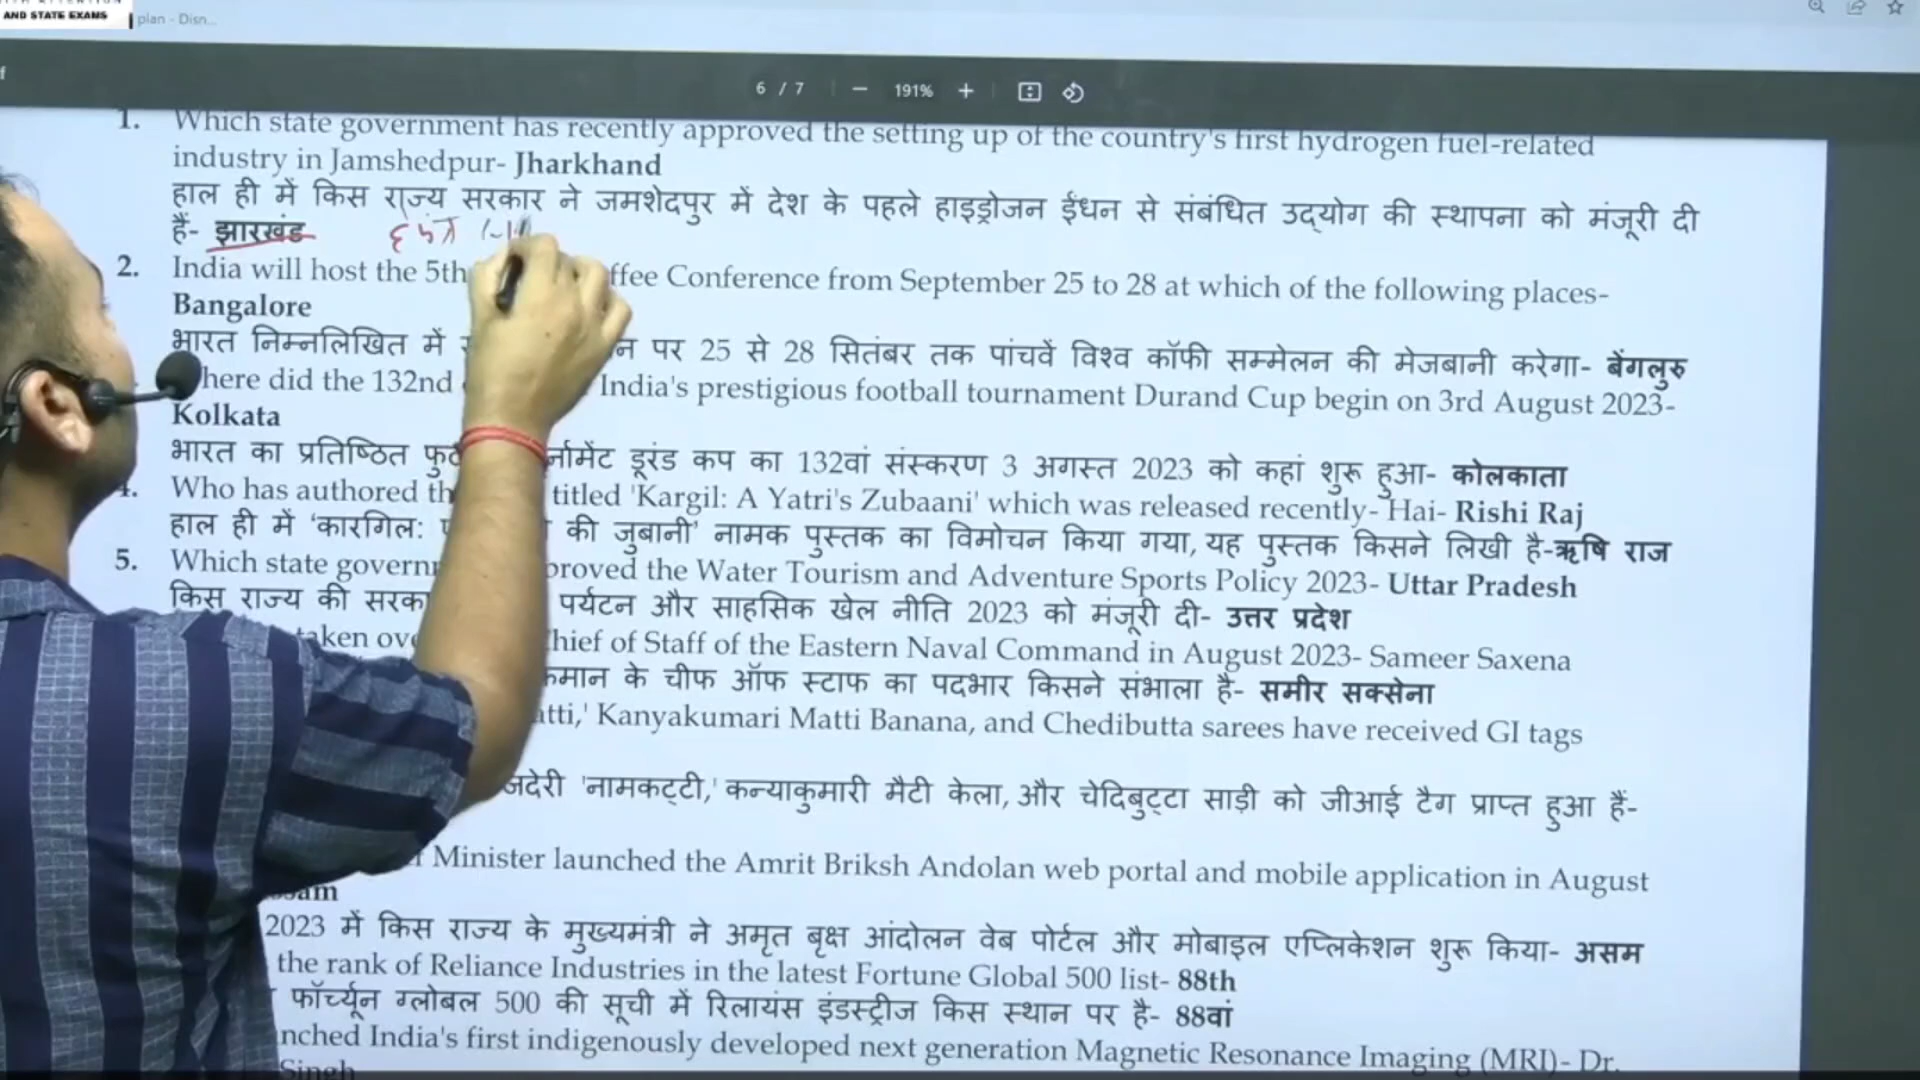 AND STATE EXAMS
plan - Disn...
6 / 7
191%
1. Which state government has recently approved the setting up of the country's first hydrogen fuel-related
industry in Jamshedpur- Jharkhand
हाल ही में किस राज्य सरकार ने जमशेदपुर में देश के पहले हाइड्रोजन ईंधन से संबंधित उद्योग की स्थापना को मंजूरी दी
हैं- झारखंड
2. India will host the 5th ffee Conference from September 25 to 28 at which of the following places-
Bangalore
भारत निम्नलिखित में न पर 25 से 28 सितंबर तक पांचवें विश्व कॉफी सम्मेलन की मेजबानी करेगा- बेंगलुरु
here did the 132nd India's prestigious football tournament Durand Cup begin on 3rd August 2023-
Kolkata
भारत का प्रतिष्ठित फुट र्नामेंट डूरंड कप का 132वां संस्करण 3 अगस्त 2023 को कहां शुरू हुआ- कोलकाता
4. Who has authored th titled 'Kargil: A Yatri's Zubaani' which was released recently- Hai- Rishi Raj
हाल ही में 'कारगिल: की जुबानी' नामक पुस्तक का विमोचन किया गया, यह पुस्तक किसने लिखी है-ऋषि राज
5. Which state govern proved the Water Tourism and Adventure Sports Policy 2023- Uttar Pradesh
किस राज्य की सरका पर्यटन और साहसिक खेल नीति 2023 को मंजूरी दी- उत्तर प्रदेश
taken ov hief of Staff of the Eastern Naval Command in August 2023- Sameer Saxena
कमान के चीफ ऑफ स्टाफ का पदभार किसने संभाला है- समीर सक्सेना
atti,' Kanyakumari Matti Banana, and Chedibutta sarees have received GI tags
जदेरी 'नामकट्टी,' कन्याकुमारी मैटी केला, और चेदिबुट्टा साड़ी को जीआई टैग प्राप्त हुआ हैं-
Minister launched the Amrit Briksh Andolan web portal and mobile application in August
ssam
2023 में किस राज्य के मुख्यमंत्री ने अमृत बृक्ष आंदोलन वेब पोर्टल और मोबाइल एप्लिकेशन शुरू किया- असम
the rank of Reliance Industries in the latest Fortune Global 500 list- 88th
फॉर्च्यून ग्लोबल 500 की सूची में रिलायंस इंडस्ट्रीज किस स्थान पर है- 88वां
nched India's first indigenously developed next generation Magnetic Resonance Imaging (MRI)- Dr.
Singh